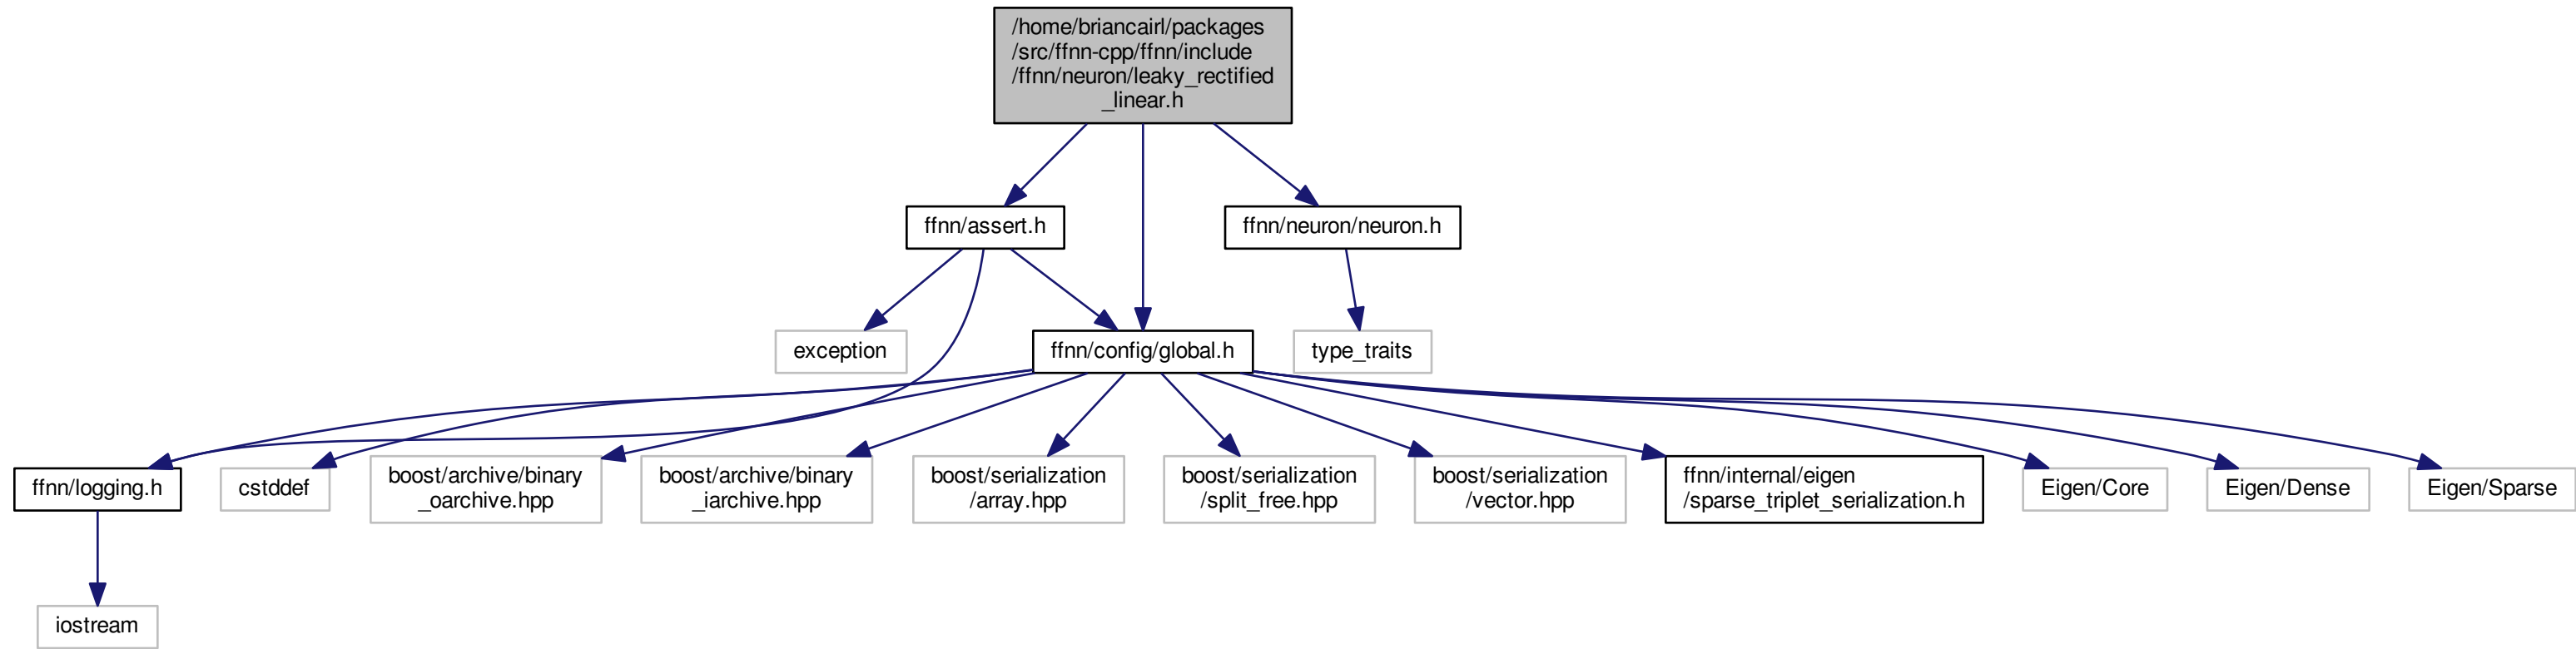 /home/briancairl/packages
/src/ffnn-cpp/ffnn/include
/ffnn/neuron/leaky_rectified
_linear.h
ffnn/assert.h
ffnn/neuron/neuron.h
exception
ffnn/config/global.h
type_traits
ffnn/logging.h
cstddef
boost/archive/binary
_oarchive.hpp
boost/archive/binary
_iarchive.hpp
boost/serialization
/array.hpp
boost/serialization
/split_free.hpp
boost/serialization
/vector.hpp
ffnn/internal/eigen
/sparse_triplet_serialization.h
Eigen/Core
Eigen/Dense
Eigen/Sparse
iostream